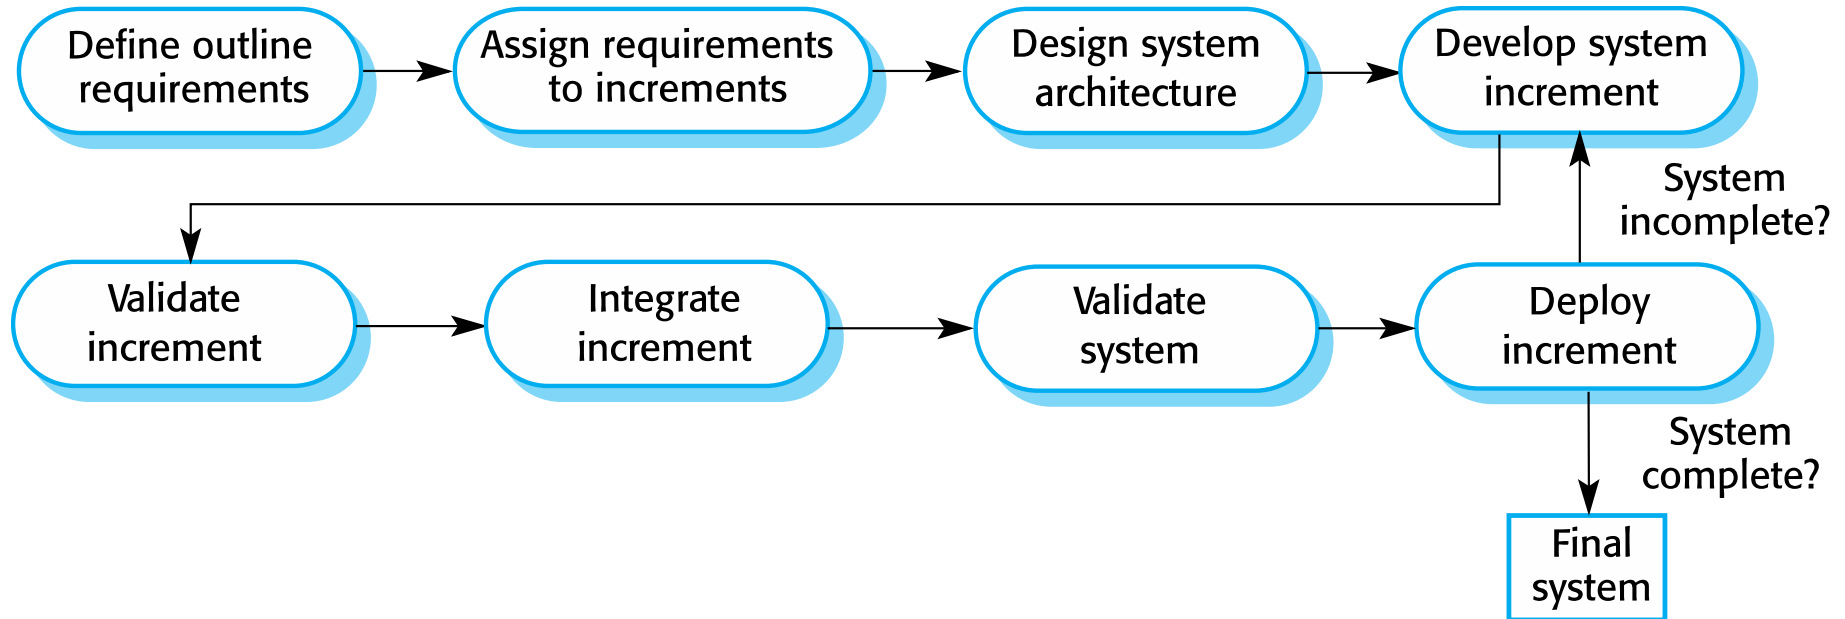 Define outline
requirements
Assign requirements
to increments
Design system
architecture
Develop system
increment
System
incomplete?
Validate
increment
Integrate
increment
Validate
system
Deploy
increment
System
complete?
Final
system